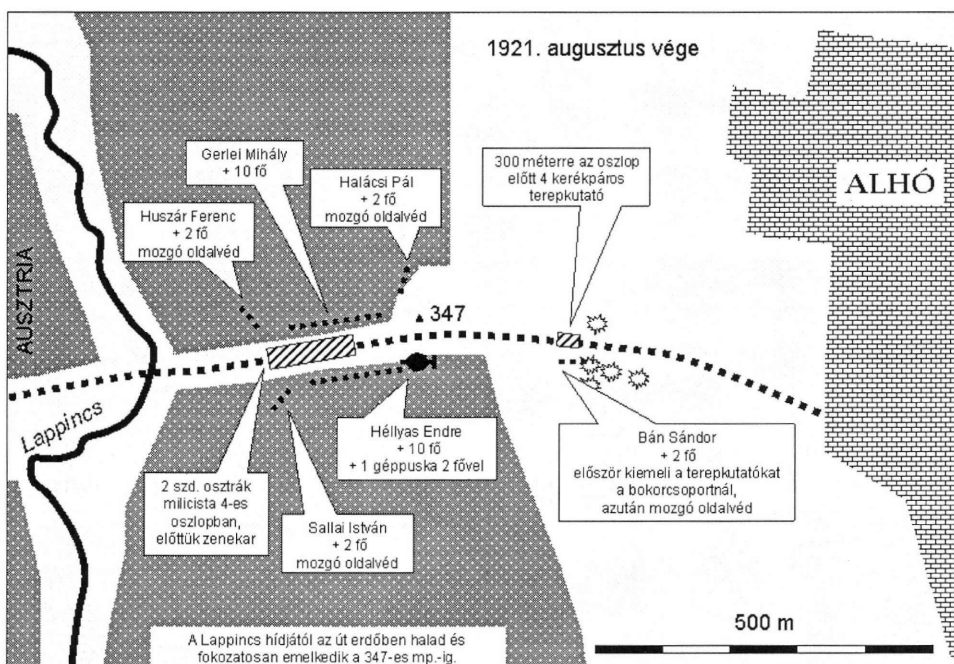 1921. augusztus vége
Gerlei Mihály
+ 10 fő
Halácsi Pál
+ 2 fő
mozgó oldalvéd
300 méterre az oszlop
előtt 4 kerékpáros
terepkutató
ALHÓ
Huszár Ferenc
+ 2 fő
mozgó oldalvéd
AUSZTRIA
347
Lappincs
Héllyas Endre
+ 10 fő
+ 1 géppuska 2 fővel
Bán Sándor
+ 2 fő
először kiemeli a terepkutatókat
a bokorcsoportnál,
azután mozgó oldalvéd
2 szd. osztrák
milicista 4-es
oszlopban,
előttük zenekar
Sallai István
+ 2 fő
mozgó oldalvéd
500 m
A Lappincs hídjától az út erdőben halad és
fokozatosan emelkedik a 347-es mp.-ig.